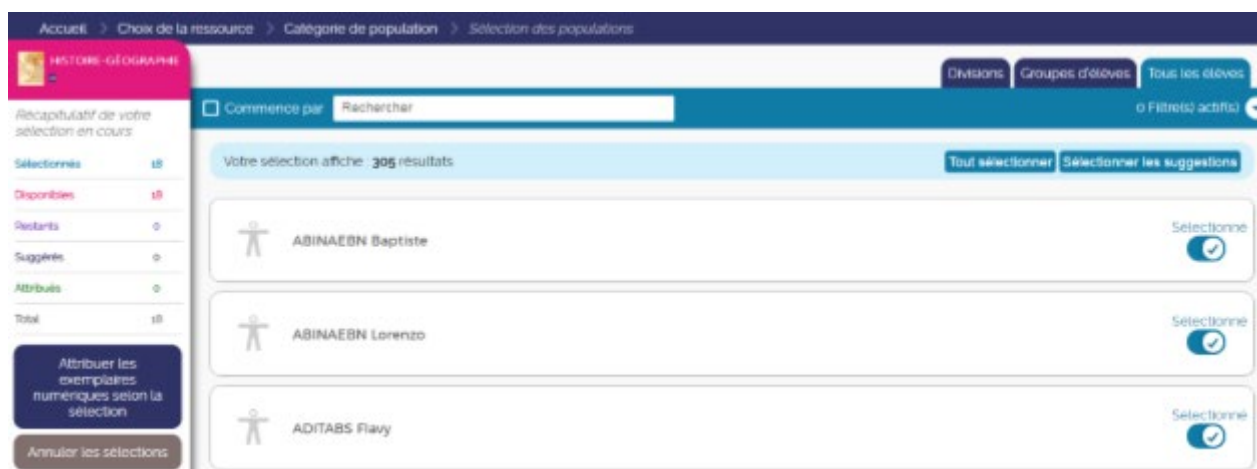 Accueil > Choix de la ressource > Catégorie de population > Sélection des populations
HISTOIRE-GÉOGRAPHIE
Divisions Groupes d'élèves Tous les élèves
Commence par Rechercher 0 Filtre(s) actif(s)
Récapitulatif de votre
sélection en cours
Sélectionnés 18
Disponibles 18
Restants 0
Suggérés 0
Attribués 0
Total 18
Attribuer les
exemplaires
numériques selon la
sélection
Annuler les sélections
Votre sélection affiche 305 résultats Tout sélectionner Sélectionner les suggestions
ABINAEBN Baptiste Sélectionné
ABINAEBN Lorenzo Sélectionné
ADITABS Flavy Sélectionné